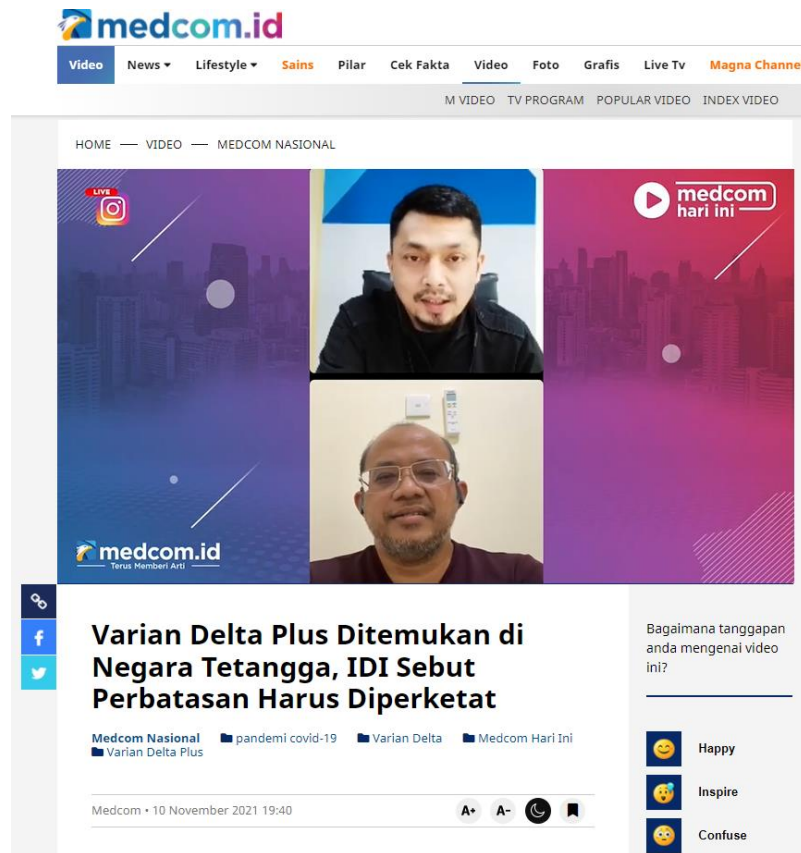 medcom.id
Video News Lifestyle Sains Pilar Cek Fakta Video Foto Grafis Live Tv Magna Channe
M VIDEO TV PROGRAM POPULAR VIDEO INDEX VIDEO
HOME — VIDEO — MEDCOM NASIONAL
LIVE
medcom
hari ini
medcom.id
Terus Memberi Arti
Varian Delta Plus Ditemukan di
Negara Tetangga, IDI Sebut
Perbatasan Harus Diperketat
Medcom Nasional pandemi covid-19 Varian Delta Medcom Hari Ini
Varian Delta Plus
Medcom • 10 November 2021 19:40
A+ A-
Bagaimana tanggapan
anda mengenai video
ini?
Happy
Inspire
Confuse